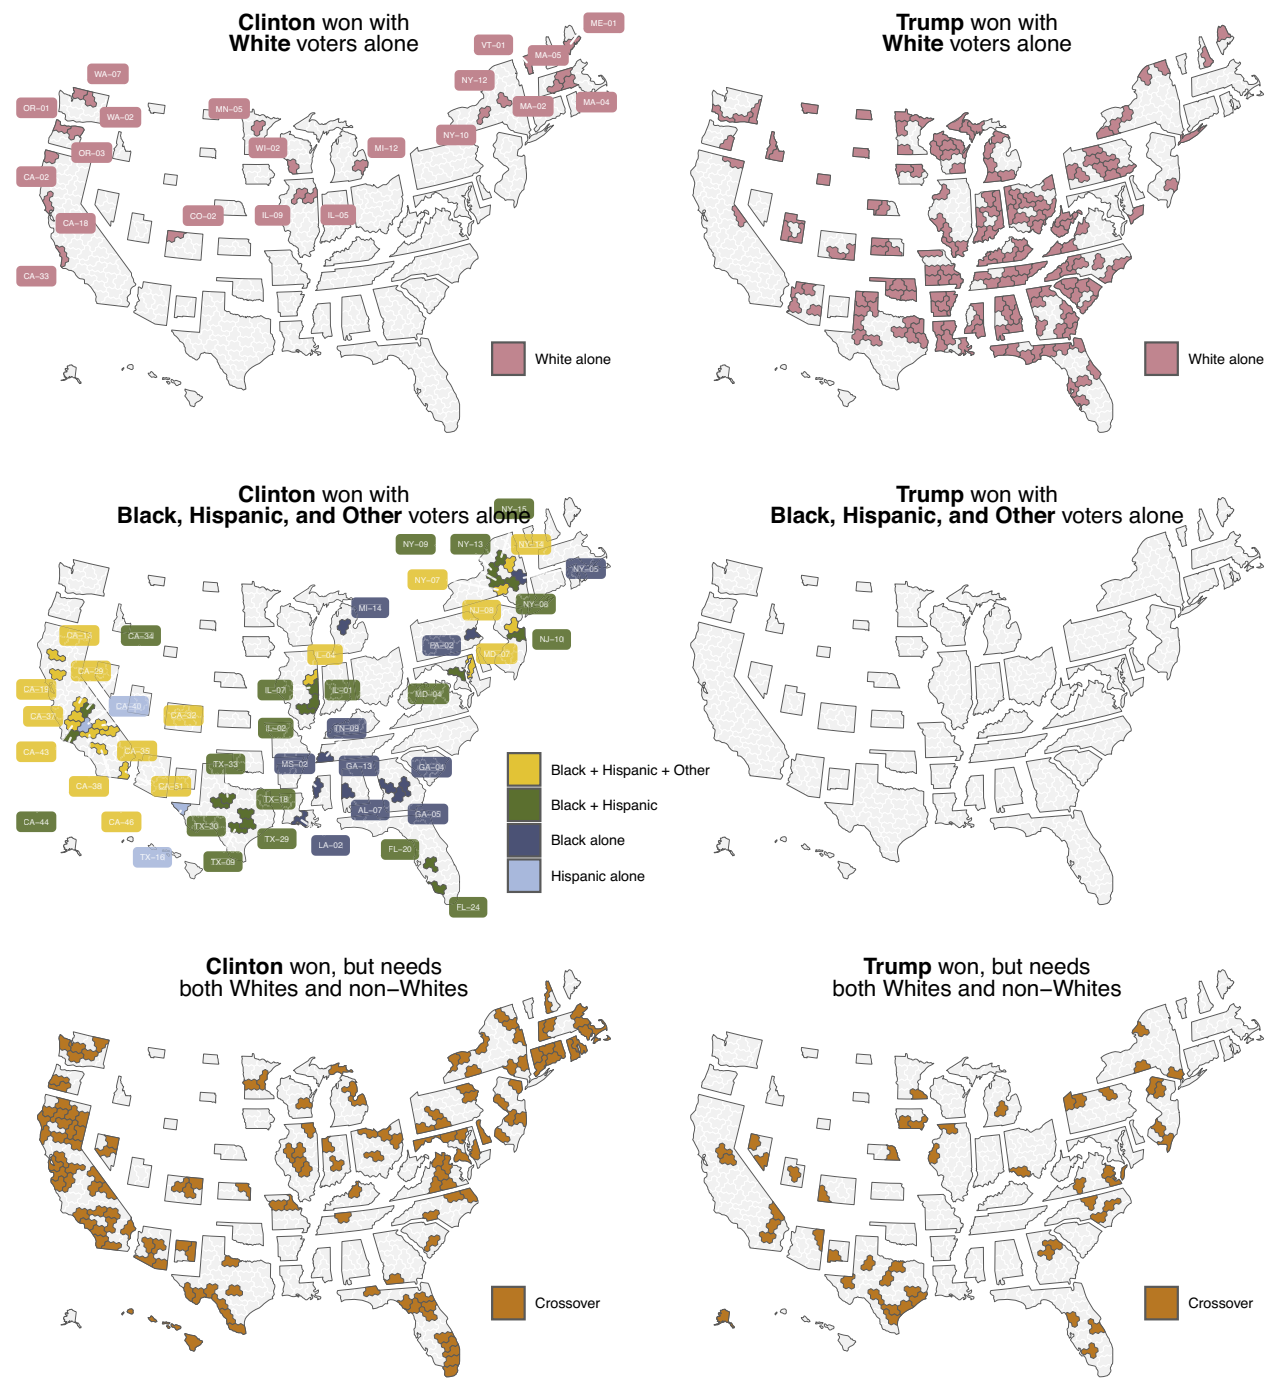 Clinton won with
White voters alone
ME-01
VT-01
MA-05
WA-07
NY-12
OR-01
WA-02
MN-05
MA-02
MA-04
NY-10
OR-03
WI-02
MI-12
CA-02
CO-02
IL-09
IL-05
CA-18
CA-33
White alone
Trump won with
White voters alone
White alone
Clinton won with
Black, Hispanic, and Other voters alone
NY-15
NY-09
NY-13
NY-14
NY-05
NY-07
NY-06
MI-14
NJ-08
NJ-10
CA-34
PA-02
MD-07
IL-04
CA-29
CA-19
IL-07
IL-01
MD-04
CA-40
CA-37
CA-32
IL-02
TN-09
CA-43
CA-35
TX-33
MS-02
GA-13
GA-04
CA-38
CA-51
TX-18
AL-07
GA-05
CA-44
CA-46
TX-30
TX-29
LA-02
FL-20
TX-16
TX-09
FL-24
Black + Hispanic + Other
Black + Hispanic
Black alone
Hispanic alone
Trump won with
Black, Hispanic, and Other voters alone
Clinton won, but needs
both Whites and non−Whites
Crossover
Trump won, but needs
both Whites and non−Whites
Crossover